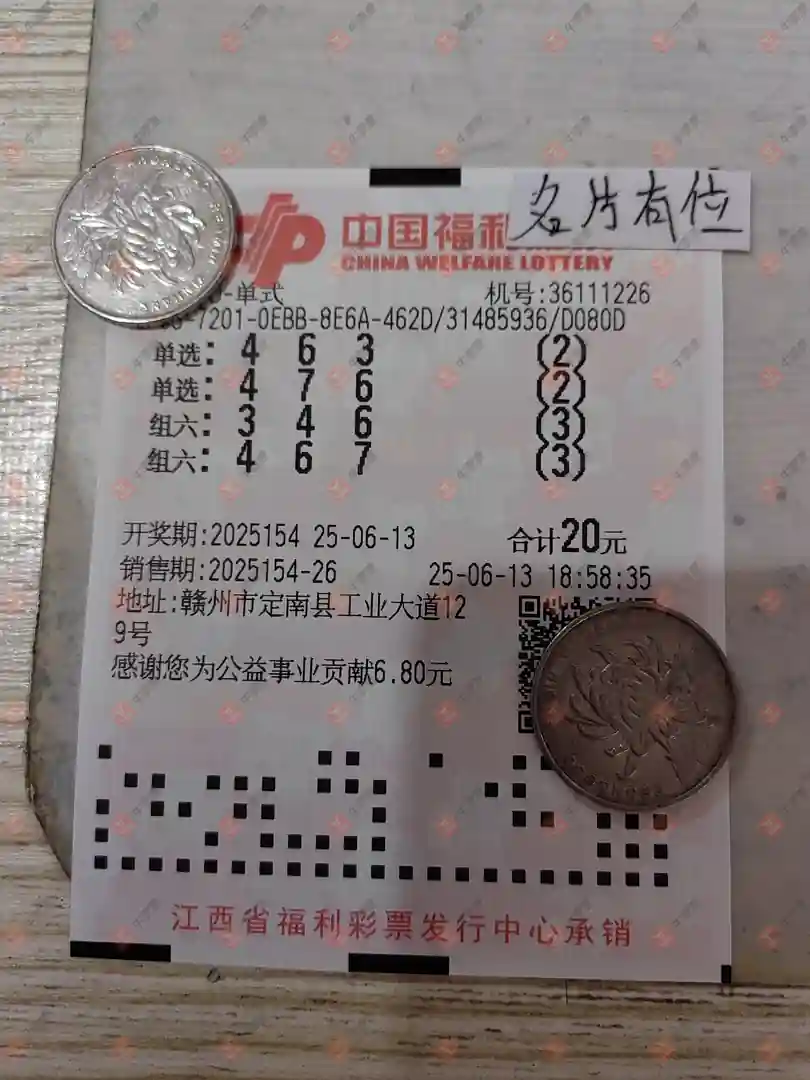 名片有位
中国福利
CHINA WELFARE LOTTERY
-单式 机号:36111226
-7201-0EBB-8E6A-462D/31485936/D080D
单选: 4 6 3 (2)
单选: 4 7 6 (2)
组六: 3 4 6 (3)
组六: 4 6 7 (3)
开奖期:2025154 25-06-13 合计20元
销售期:2025154-26 25-06-13 18:58:35
地址:赣州市定南县工业大道12
9号
感谢您为公益事业贡献6.80元
江西省福利彩票发行中心承销